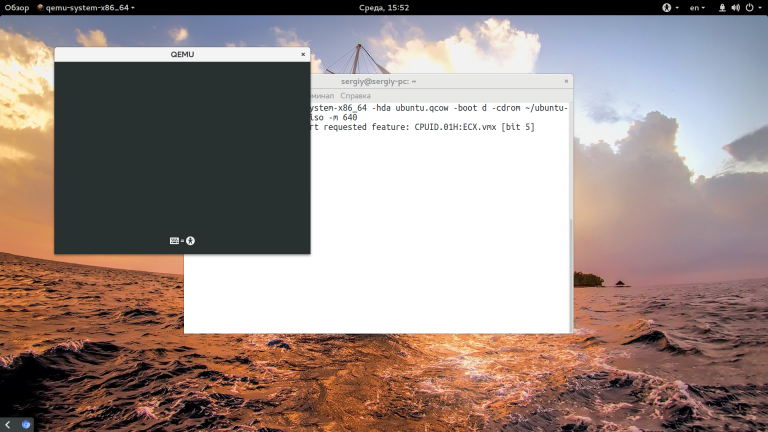 Обзор qemu-system-x86_64 Среда, 15:52 en
QEMU
sergiy@sergiy-pc: ~
минал Справка
ystem-x86_64 -hda ubuntu.qcow -boot d -cdrom ~/ubuntu-
iso -m 640
rt requested feature: CPUID.01H:ECX.vmx [bit 5]